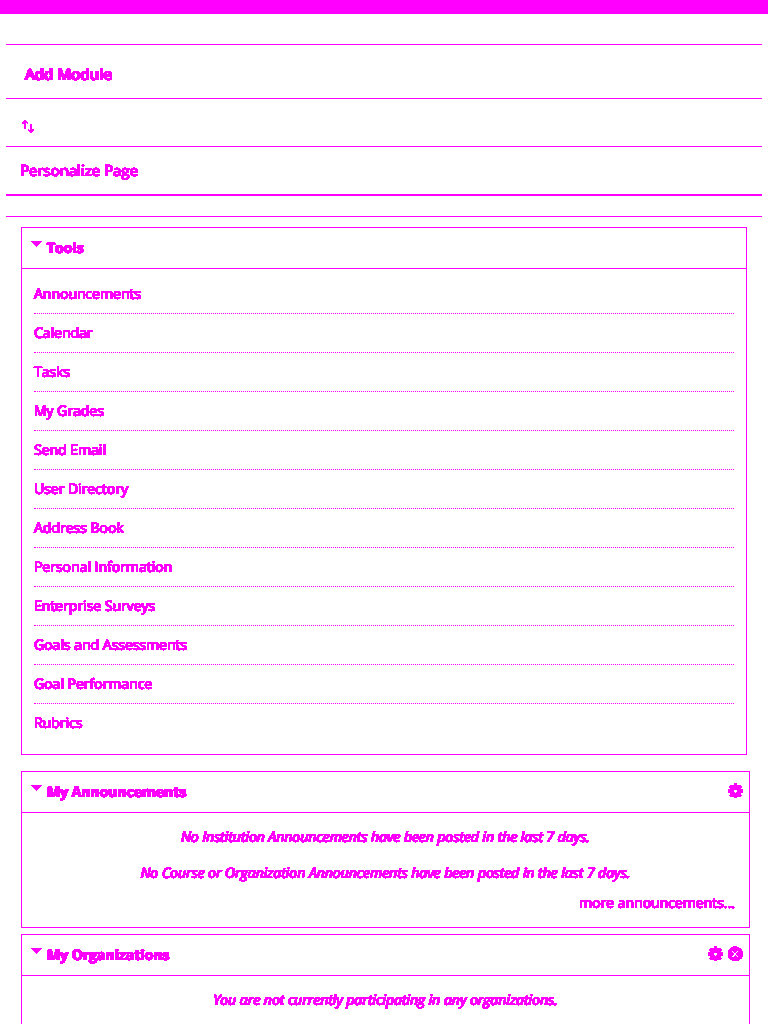 Add Module
Personalize Page
Tools
Announcements
Calendar
Tasks
My Grades
Send Email
User Directory
Address Book
Personal Information
Enterprise Surveys
Goals and Assessments
Goal Performance
Rubrics
My Announcements
No Institution Announcements have been posted in the last 7 days.
No Course or Organization Announcements have been posted in the last 7 days.
more announcements...
My Organizations
You are not currently participating in any organizations.